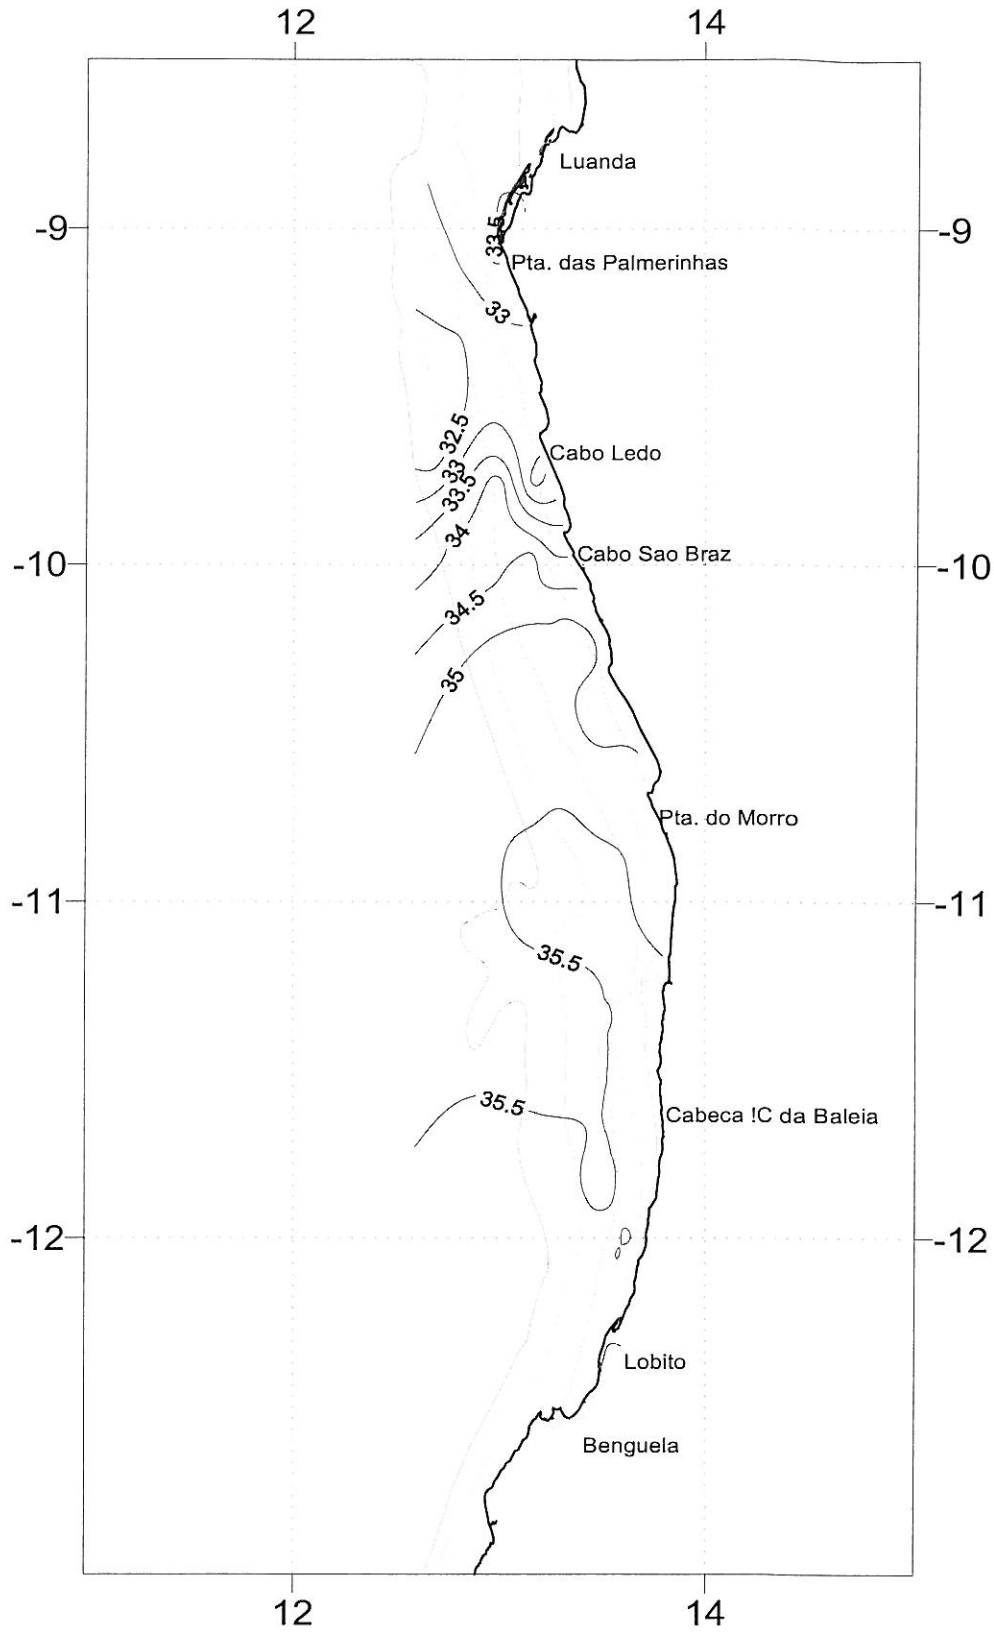 12 14
Luanda
-9 -9
33.5
Pta. das Palmerinhas
33
32.5
Cabo Ledo
33
33.5
34
Cabo Sao Braz
-10 -10
34.5
35
Pta. do Morro
-11 -11
35.5
35.5
Cabeca !C da Baleia
-12 -12
Lobito
Benguela
12 14